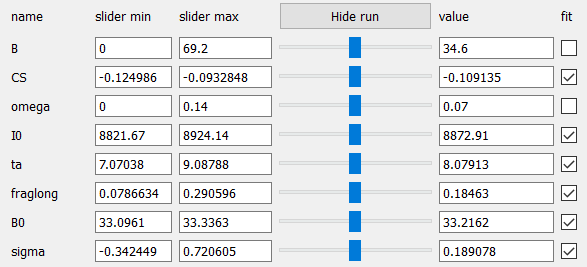 name slider min slider max Hide run value fit
B 0 69.2 34.6
CS -0.124986 -0.0932848 -0.109135
omega 0 0.14 0.07
I0 8821.67 8924.14 8872.91
ta 7.07038 9.08788 8.07913
fraglong 0.0786634 0.290596 0.18463
B0 33.0961 33.3363 33.2162
sigma -0.342449 0.720605 0.189078